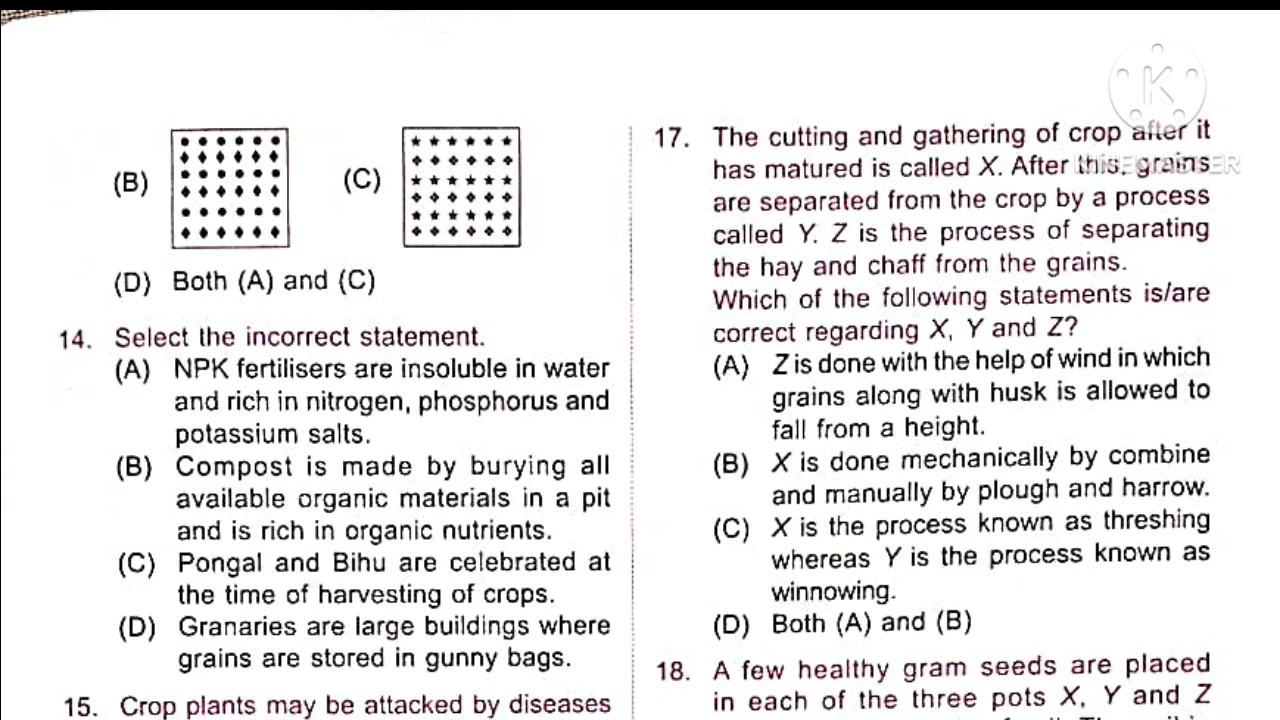 (B)
(C)
(D) Both (A) and (C)
14. Select the incorrect statement.
(A) NPK fertilisers are insoluble in water
and rich in nitrogen, phosphorus and
potassium salts.
(B) Compost is made by burying all
available organic materials in a pit
and is rich in organic nutrients.
(C) Pongal and Bihu are celebrated at
the time of harvesting of crops.
(D) Granaries are large buildings where
grains are stored in gunny bags.
15. Crop plants may be attacked by diseases
17. The cutting and gathering of crop after it
has matured is called X. After this, grains
are separated from the crop by a process
called Y. Z is the process of separating
the hay and chaff from the grains.
Which of the following statements is/are
correct regarding X, Y and Z?
(A) Z is done with the help of wind in which
grains along with husk is allowed to
fall from a height.
(B) X is done mechanically by combine
and manually by plough and harrow.
(C) X is the process known as threshing
whereas Y is the process known as
winnowing.
(D) Both (A) and (B)
18. A few healthy gram seeds are placed
in each of the three pots X, Y and Z
K
KINEMASTER